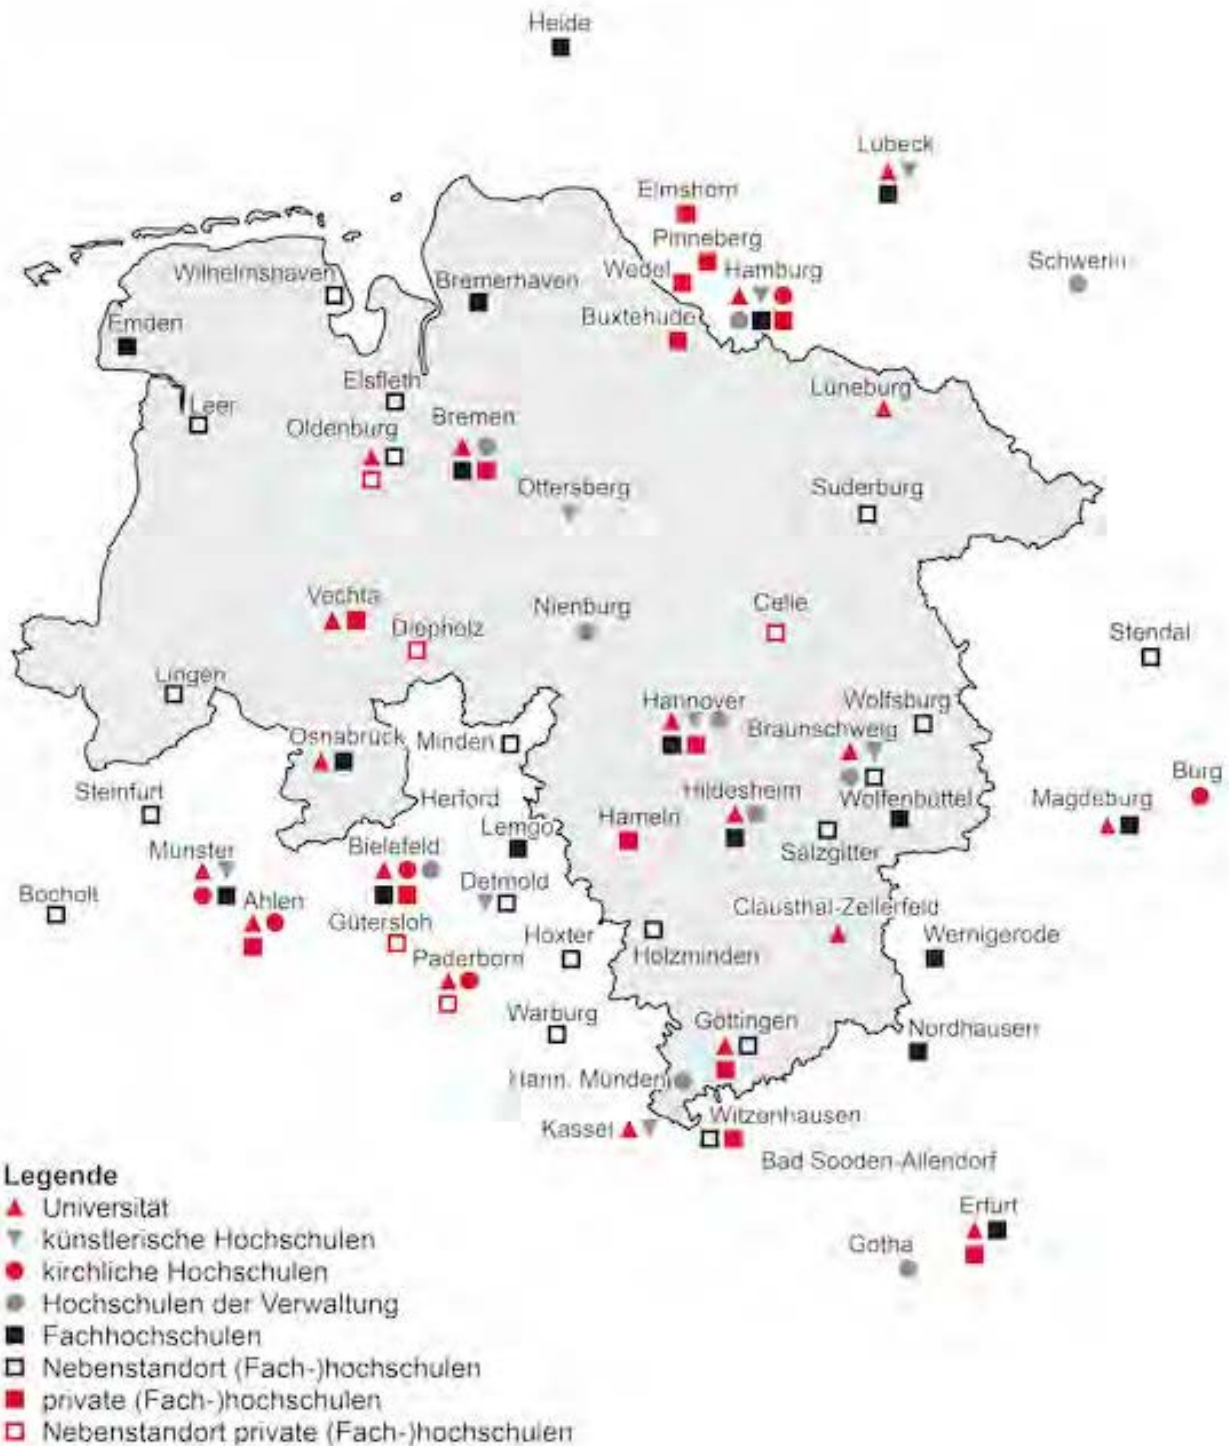 Heide
Lübeck
Elmshorn
Pinneberg
Schwerin
Wedel
Hamburg
Wilhelmshaven
Bremerhaven
Buxtehude
Emden
Elsfleth
Lüneburg
Leer
Oldenburg
Bremen
Ottersberg
Suderburg
Vechta
Nienburg
Celle
Diepholz
Stendal
Lingen
Hannover
Wolfsburg
Braunschweig
Osnabrück
Minden
Burg
Steinfurt
Herford
Hildesheim
Wolfenbüttel
Magdeburg
Lemgo
Hameln
Münster
Bielefeld
Salzgitter
Detmold
Bocholt
Ahlen
Clausthal-Zellerfeld
Gütersloh
Höxter
Wernigerode
Paderborn
Holzminden
Warburg
Göttingen
Nordhausen
Hann. Münden
Kassel
Witzenhausen
Bad Sooden-Allendorf
Erfurt
Gotha
Legende
Universität
künstlerische Hochschulen
kirchliche Hochschulen
Hochschulen der Verwaltung
Fachhochschulen
Nebenstandort (Fach-)hochschulen
private (Fach-)hochschulen
Nebenstandort private (Fach-)hochschulen